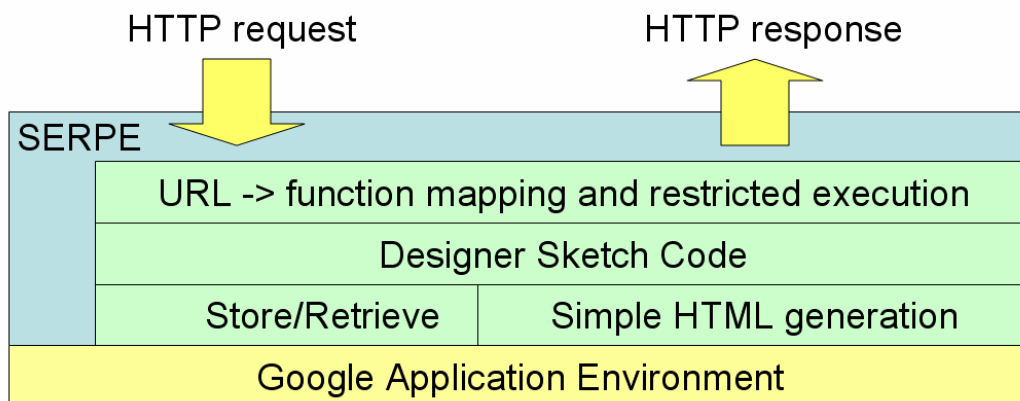 HTTP request
HTTP response
SERPE
URL -> function mapping and restricted execution
Designer Sketch Code
Store/Retrieve
Simple HTML generation
Google Application Environment